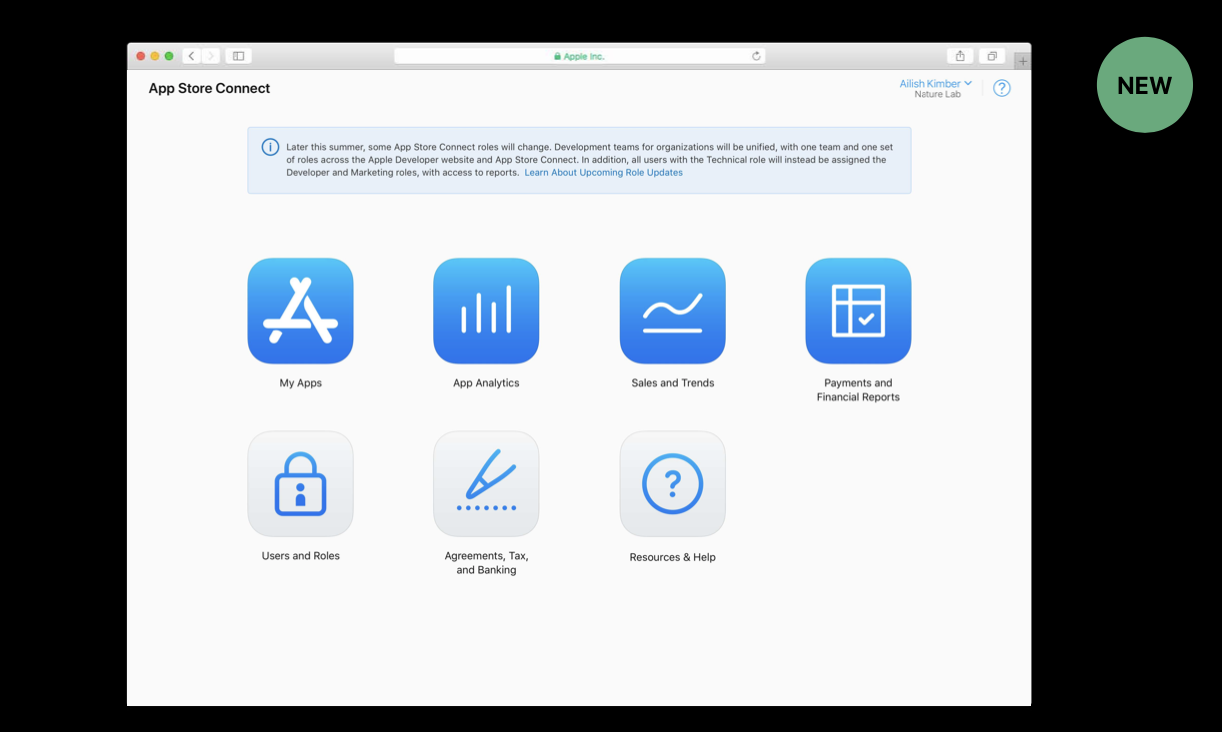 Apple Inc.
NEW
App Store Connect
Ailish Kimber
Nature Lab
Later this summer, some App Store Connect roles will change. Development teams for organizations will be unified, with one team and one set
of roles across the Apple Developer website and App Store Connect. In addition, all users with the Technical role will instead be assigned the
Developer and Marketing roles, with access to reports. Learn About Upcoming Role Updates
My Apps
App Analytics
Sales and Trends
Payments and
Financial Reports
Users and Roles
Agreements, Tax,
and Banking
Resources & Help